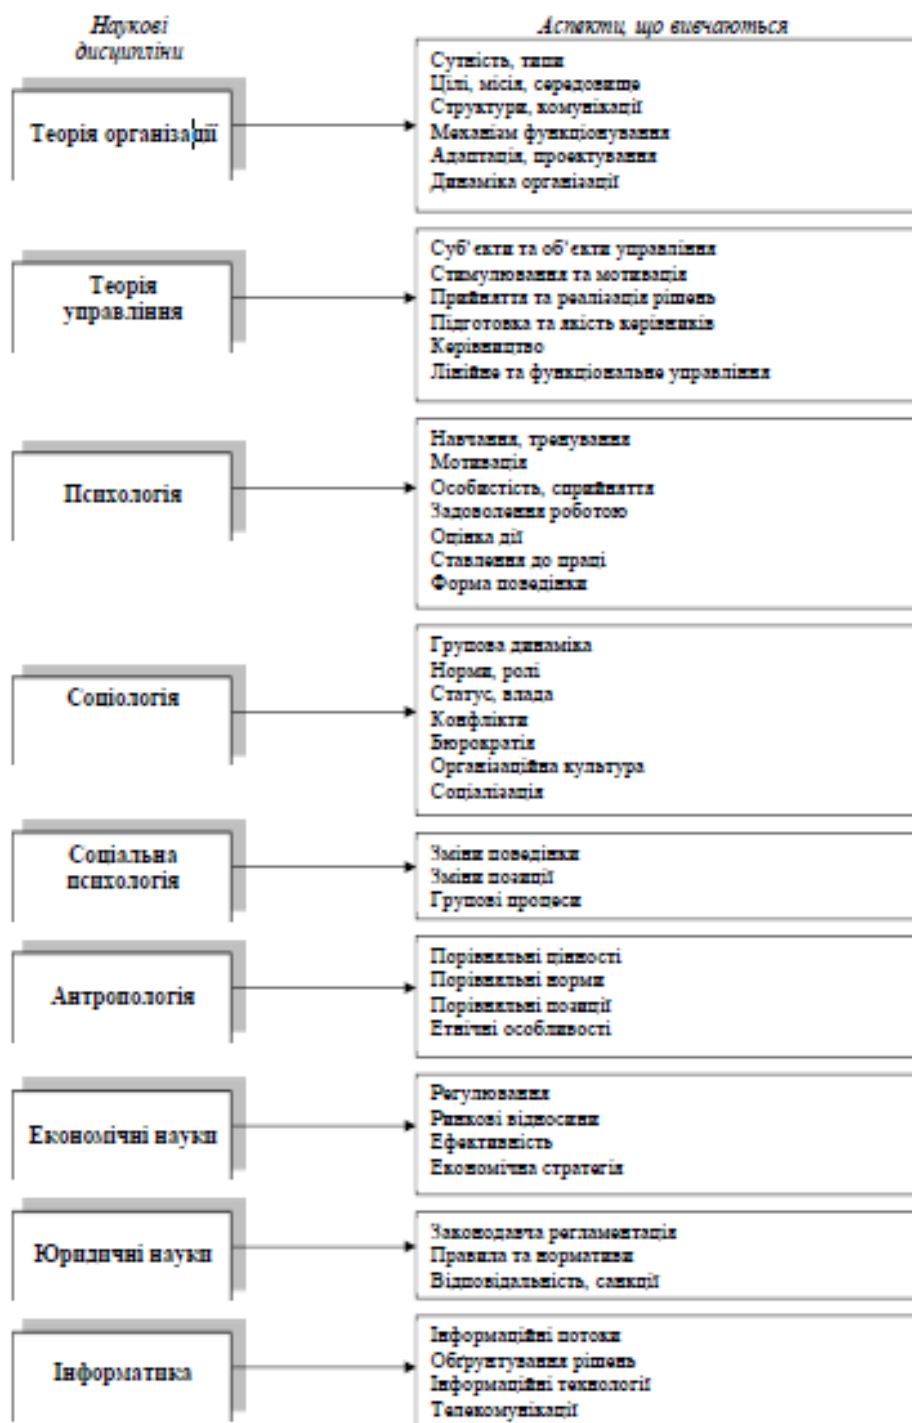 Наукові
дисципліни
Аспекти, що вивчаються
Теорія організації
Сутність, типи
Цілі, місія, середовище
Структури, комунікації
Механізм функціонування
Адаптація, проектування
Динаміка організації
Теорія
управління
Суб’єкти та об’єкти управління
Стимулювання та мотивація
Прийняття та реалізація рішень
Підготовка та якість керівників
Керівництво
Лінійне та функціональне управління
Психологія
Навчання, тренування
Мотивація
Особистість, сприйняття
Задоволення роботою
Оцінка дії
Ставлення до праці
Форма поведінки
Соціологія
Групова динаміка
Норми, ролі
Статус, влада
Конфлікти
Бюрократія
Організаційна культура
Соціалізація
Соціальна
психологія
Зміни поведінки
Зміни позиції
Групові процеси
Антропологія
Порівняльні цінності
Порівняльні норми
Порівняльні позиції
Етнічні особливості
Економічні науки
Регулювання
Ринкові відносини
Ефективність
Економічна стратегія
Юридичні науки
Законодавча регламентація
Правила та нормативи
Відповідальність, санкції
Інформатика
Інформаційні потоки
Обґрунтування рішень
Інформаційні технології
Телекомунікації